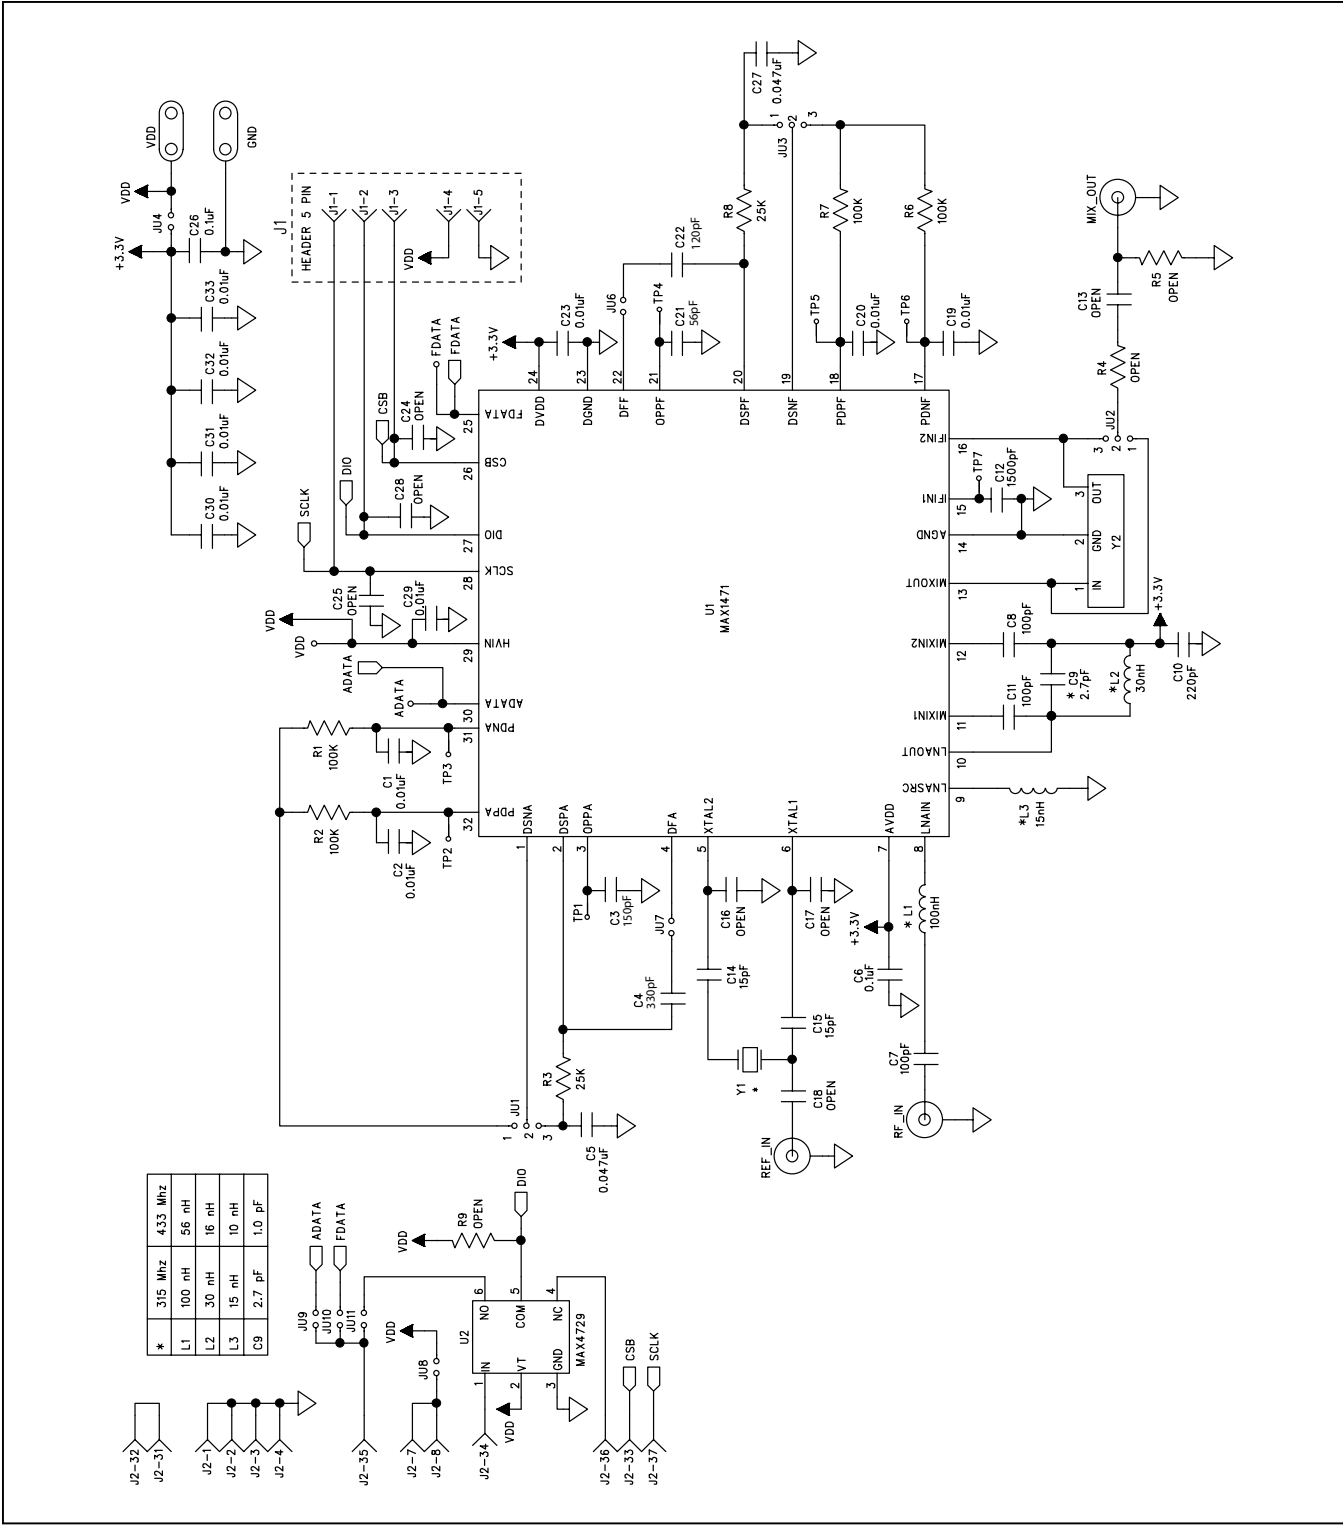 VDD
GND
VDD
JU4
+3.3V
C26
0.1uF
C33
0.01uF
C32
0.01uF
C31
0.01uF
C30
0.01uF
J1
HEADER 5 PIN
J1-1
J1-2
J1-3
J1-4
J1-5
VDD
SCLK
DIO
CSB
FDATA
FDATA
C24
OPEN
C28
OPEN
C25
OPEN
C29
0.01uF
VDD
VDD
ADATA
ADATA
R1
100K
C1
0.01uF
TP3
R2
100K
C2
0.01uF
TP2
25
FDATA
26
CSB
27
DIO
28
SCLK
29
HVIN
30
ADATA
31
PDNA
32
PDPA
+3.3V
C23
0.01uF
JU6
TP4
C21
56pF
C22
120pF
R8
25K
C27
0.047uF
JU3
1
2
3
R7
100K
R6
100K
TP5
C20
0.01uF
TP6
C19
0.01uF
24
DVDD
23
DGND
22
DFF
21
OPPF
20
DSPF
19
DSNF
18
PDPF
17
PDNF
U1
MAX1471
16
IFIN2
15
IFIN1
14
AGND
13
MIXOUT
12
MIXIN2
11
MIXIN1
10
LNAOUT
9
LNASRC
TP7
C12
1500pF
JU2
3
2
1
R4
OPEN
C13
OPEN
R5
OPEN
MIX_OUT
3
OUT
2
GND
Y2
1
IN
+3.3V
C8
100pF
C11
100pF
* C9
2.7pF
*L2
30nH
C10
220pF
*L3
15nH
DSNA
1
DSPA
2
OPPA
3
DFA
4
XTAL2
5
XTAL1
6
AVDD
7
LNAIN
8
TP1
C3
150pF
JU7
C4
330pF
C16
OPEN
C17
OPEN
C14
15pF
C15
15pF
Y1
*
C18
OPEN
REF_IN
+3.3V
C6
0.1uF
* L1
100nH
C7
100pF
RF_IN
R3
25K
JU1
1
2
3
C5
0.047uF
* 315 Mhz 433 Mhz
L1 100 nH 56 nH
L2 30 nH 16 nH
L3 15 nH 10 nH
C9 2.7 pF 1.0 pF
ADATA
FDATA
JU9
JU10
JU11
VDD
JU8
VDD
R9
OPEN
DIO
U2
MAX4729
6
NO
5
COM
4
NC
IN
1
VT
2
GND
3
VDD
CSB
SCLK
J2-32
J2-31
J2-1
J2-2
J2-3
J2-4
J2-35
J2-7
J2-8
J2-34
J2-36
J2-33
J2-37